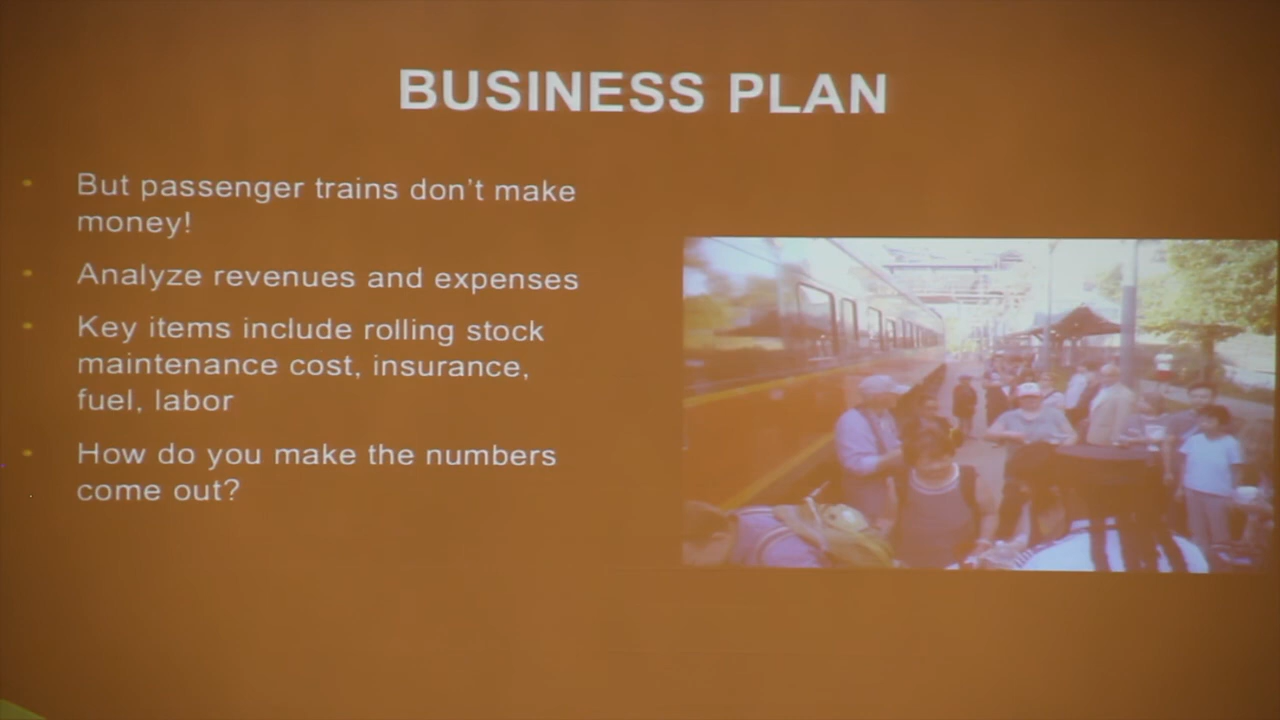 BUSINESS PLAN
But passenger trains don't make
money!
Analyze revenues and expenses
Key items include rolling stock
maintenance cost, insurance,
fuel, labor
How do you make the numbers
come out?